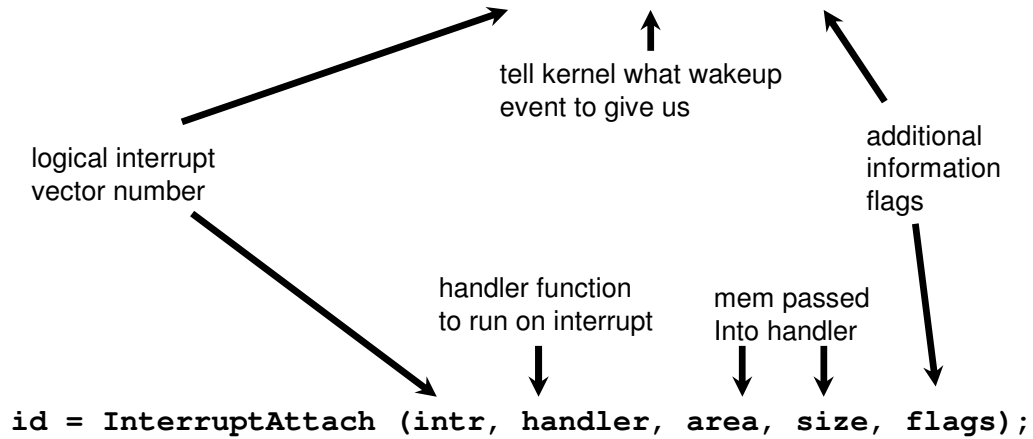 tell kernel what wakeup
event to give us
logical interrupt
vector number
additional
information
flags
handler function
to run on interrupt
mem passed
Into handler
id = InterruptAttach (intr, handler, area, size, flags);